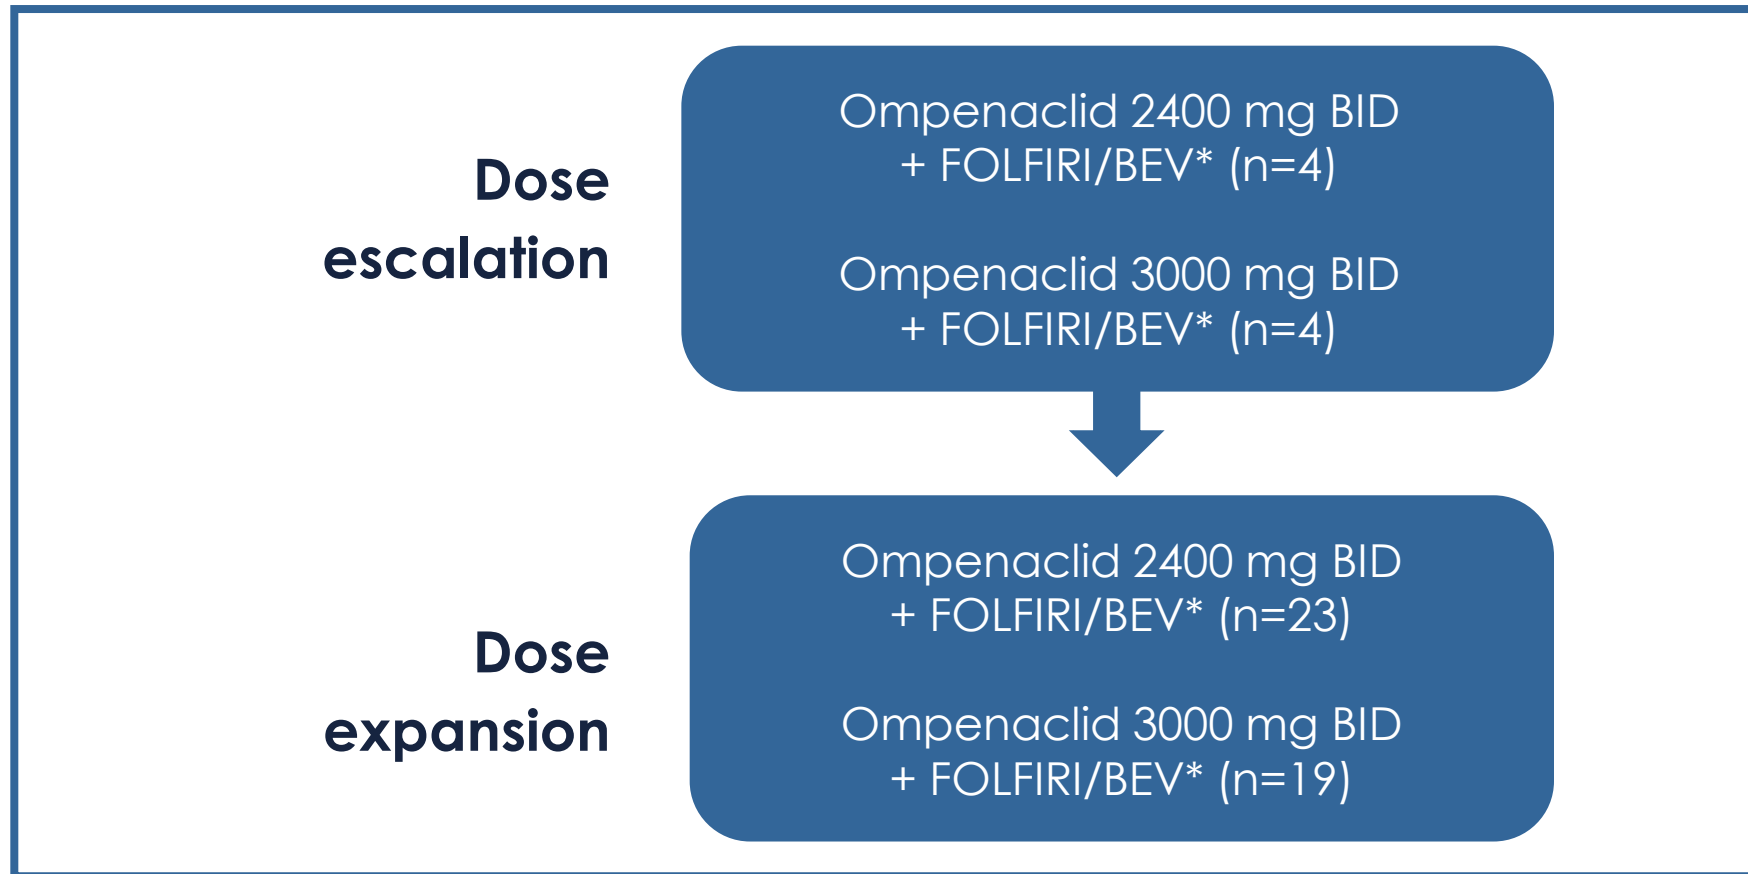 Dose
escalation
Ompenaclid 2400 mg BID
+ FOLFIRI/BEV* (n=4)
Ompenaclid 3000 mg BID
+ FOLFIRI/BEV* (n=4)
Dose
expansion
Ompenaclid 2400 mg BID
+ FOLFIRI/BEV* (n=23)
Ompenaclid 3000 mg BID
+ FOLFIRI/BEV* (n=19)